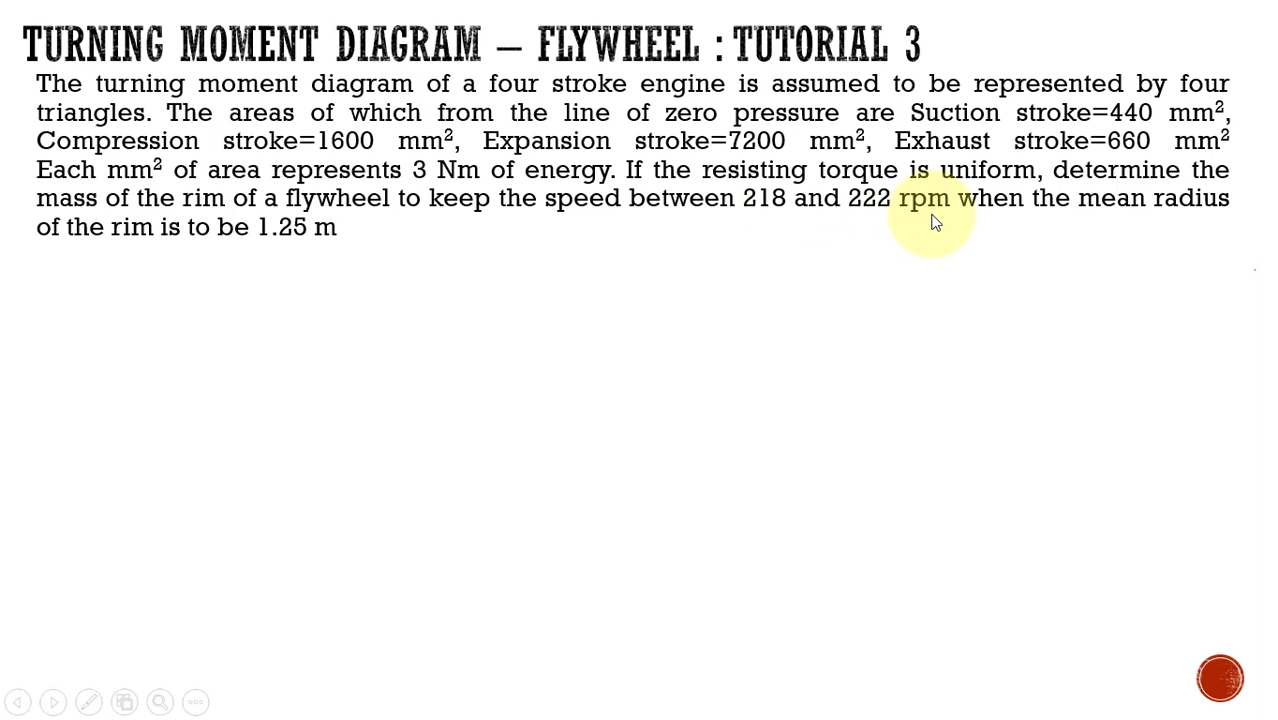 TURNING MOMENT DIAGRAM – FLYWHEEL : TUTORIAL 3
The turning moment diagram of a four stroke engine is assumed to be represented by four
triangles. The areas of which from the line of zero pressure are Suction stroke=440 mm²,
Compression stroke=1600 mm², Expansion stroke=7200 mm², Exhaust stroke=660 mm²
Each mm² of area represents 3 Nm of energy. If the resisting torque is uniform, determine the
mass of the rim of a flywheel to keep the speed between 218 and 222 rpm when the mean radius
of the rim is to be 1.25 m